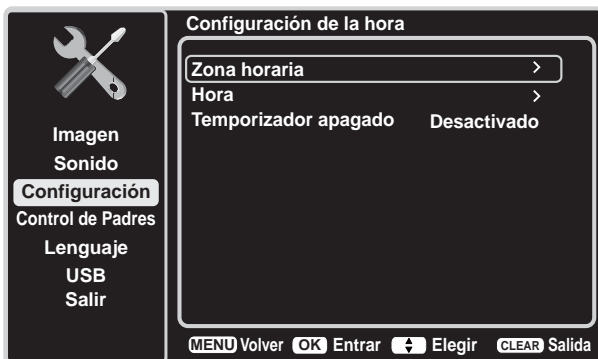 Configuración de la hora
Zona horaria >
Hora >
Temporizador apagado Desactivado
Imagen
Sonido
Configuración
Control de Padres
Lenguaje
USB
Salir
MENU Volver OK Entrar Elegir CLEAR Salida